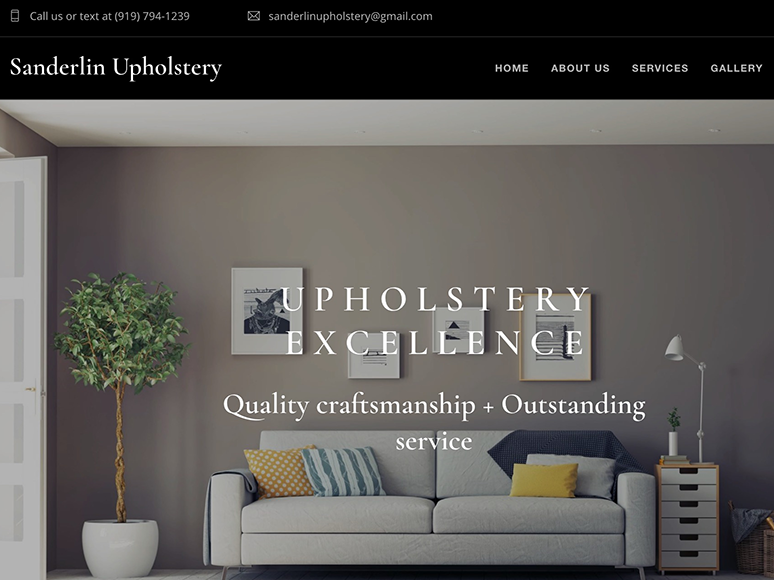 Call us or text at (919) 794-1239
sanderlinupholstery@gmail.com
Sanderlin Upholstery
HOME ABOUT US SERVICES GALLERY
UPHOLSTERY
EXCELLENCE
Quality craftsmanship + Outstanding
service